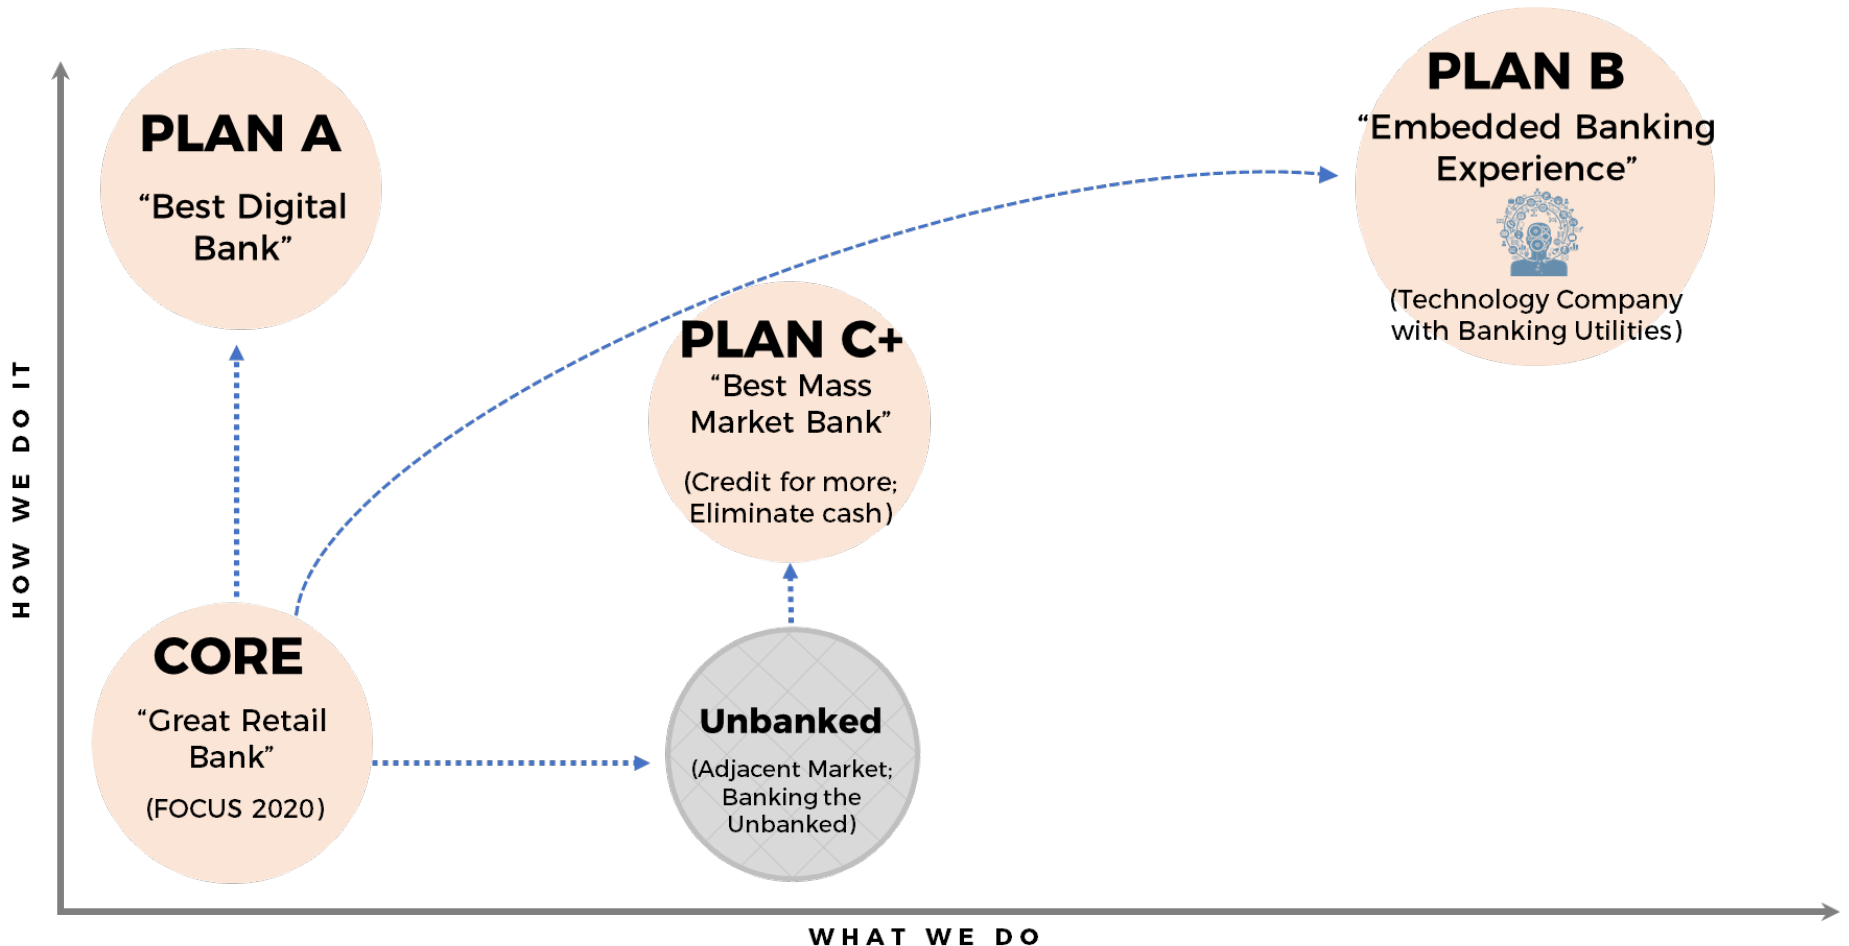 PLAN A
“Best Digital
Bank”
PLAN B
“Embedded Banking
Experience”
(Technology Company
with Banking Utilities)
PLAN C+
“Best Mass
Market Bank”
(Credit for more;
Eliminate cash)
HOW WE DO IT
CORE
“Great Retail
Bank”
(FOCUS 2020)
Unbanked
(Adjacent Market;
Banking the
Unbanked)
WHAT WE DO